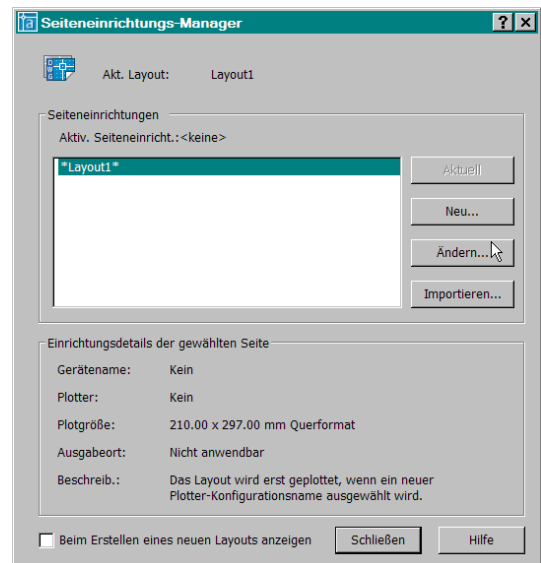 Seiteneinrichtungs-Manager
Akt. Layout: Layout1
Seiteneinrichtungen
Aktiv. Seiteneinricht.:<keine>
*Layout1*
Aktuell
Neu...
Ändern...
Importieren...
Einrichtungsdetails der gewählten Seite
Gerätename: Kein
Plotter: Kein
Plotgröße: 210.00 x 297.00 mm Querformat
Ausgabeort: Nicht anwendbar
Beschreib.: Das Layout wird erst geplottet, wenn ein neuer
Plotter-Konfigurationsname ausgewählt wird.
Beim Erstellen eines neuen Layouts anzeigen Schließen Hilfe